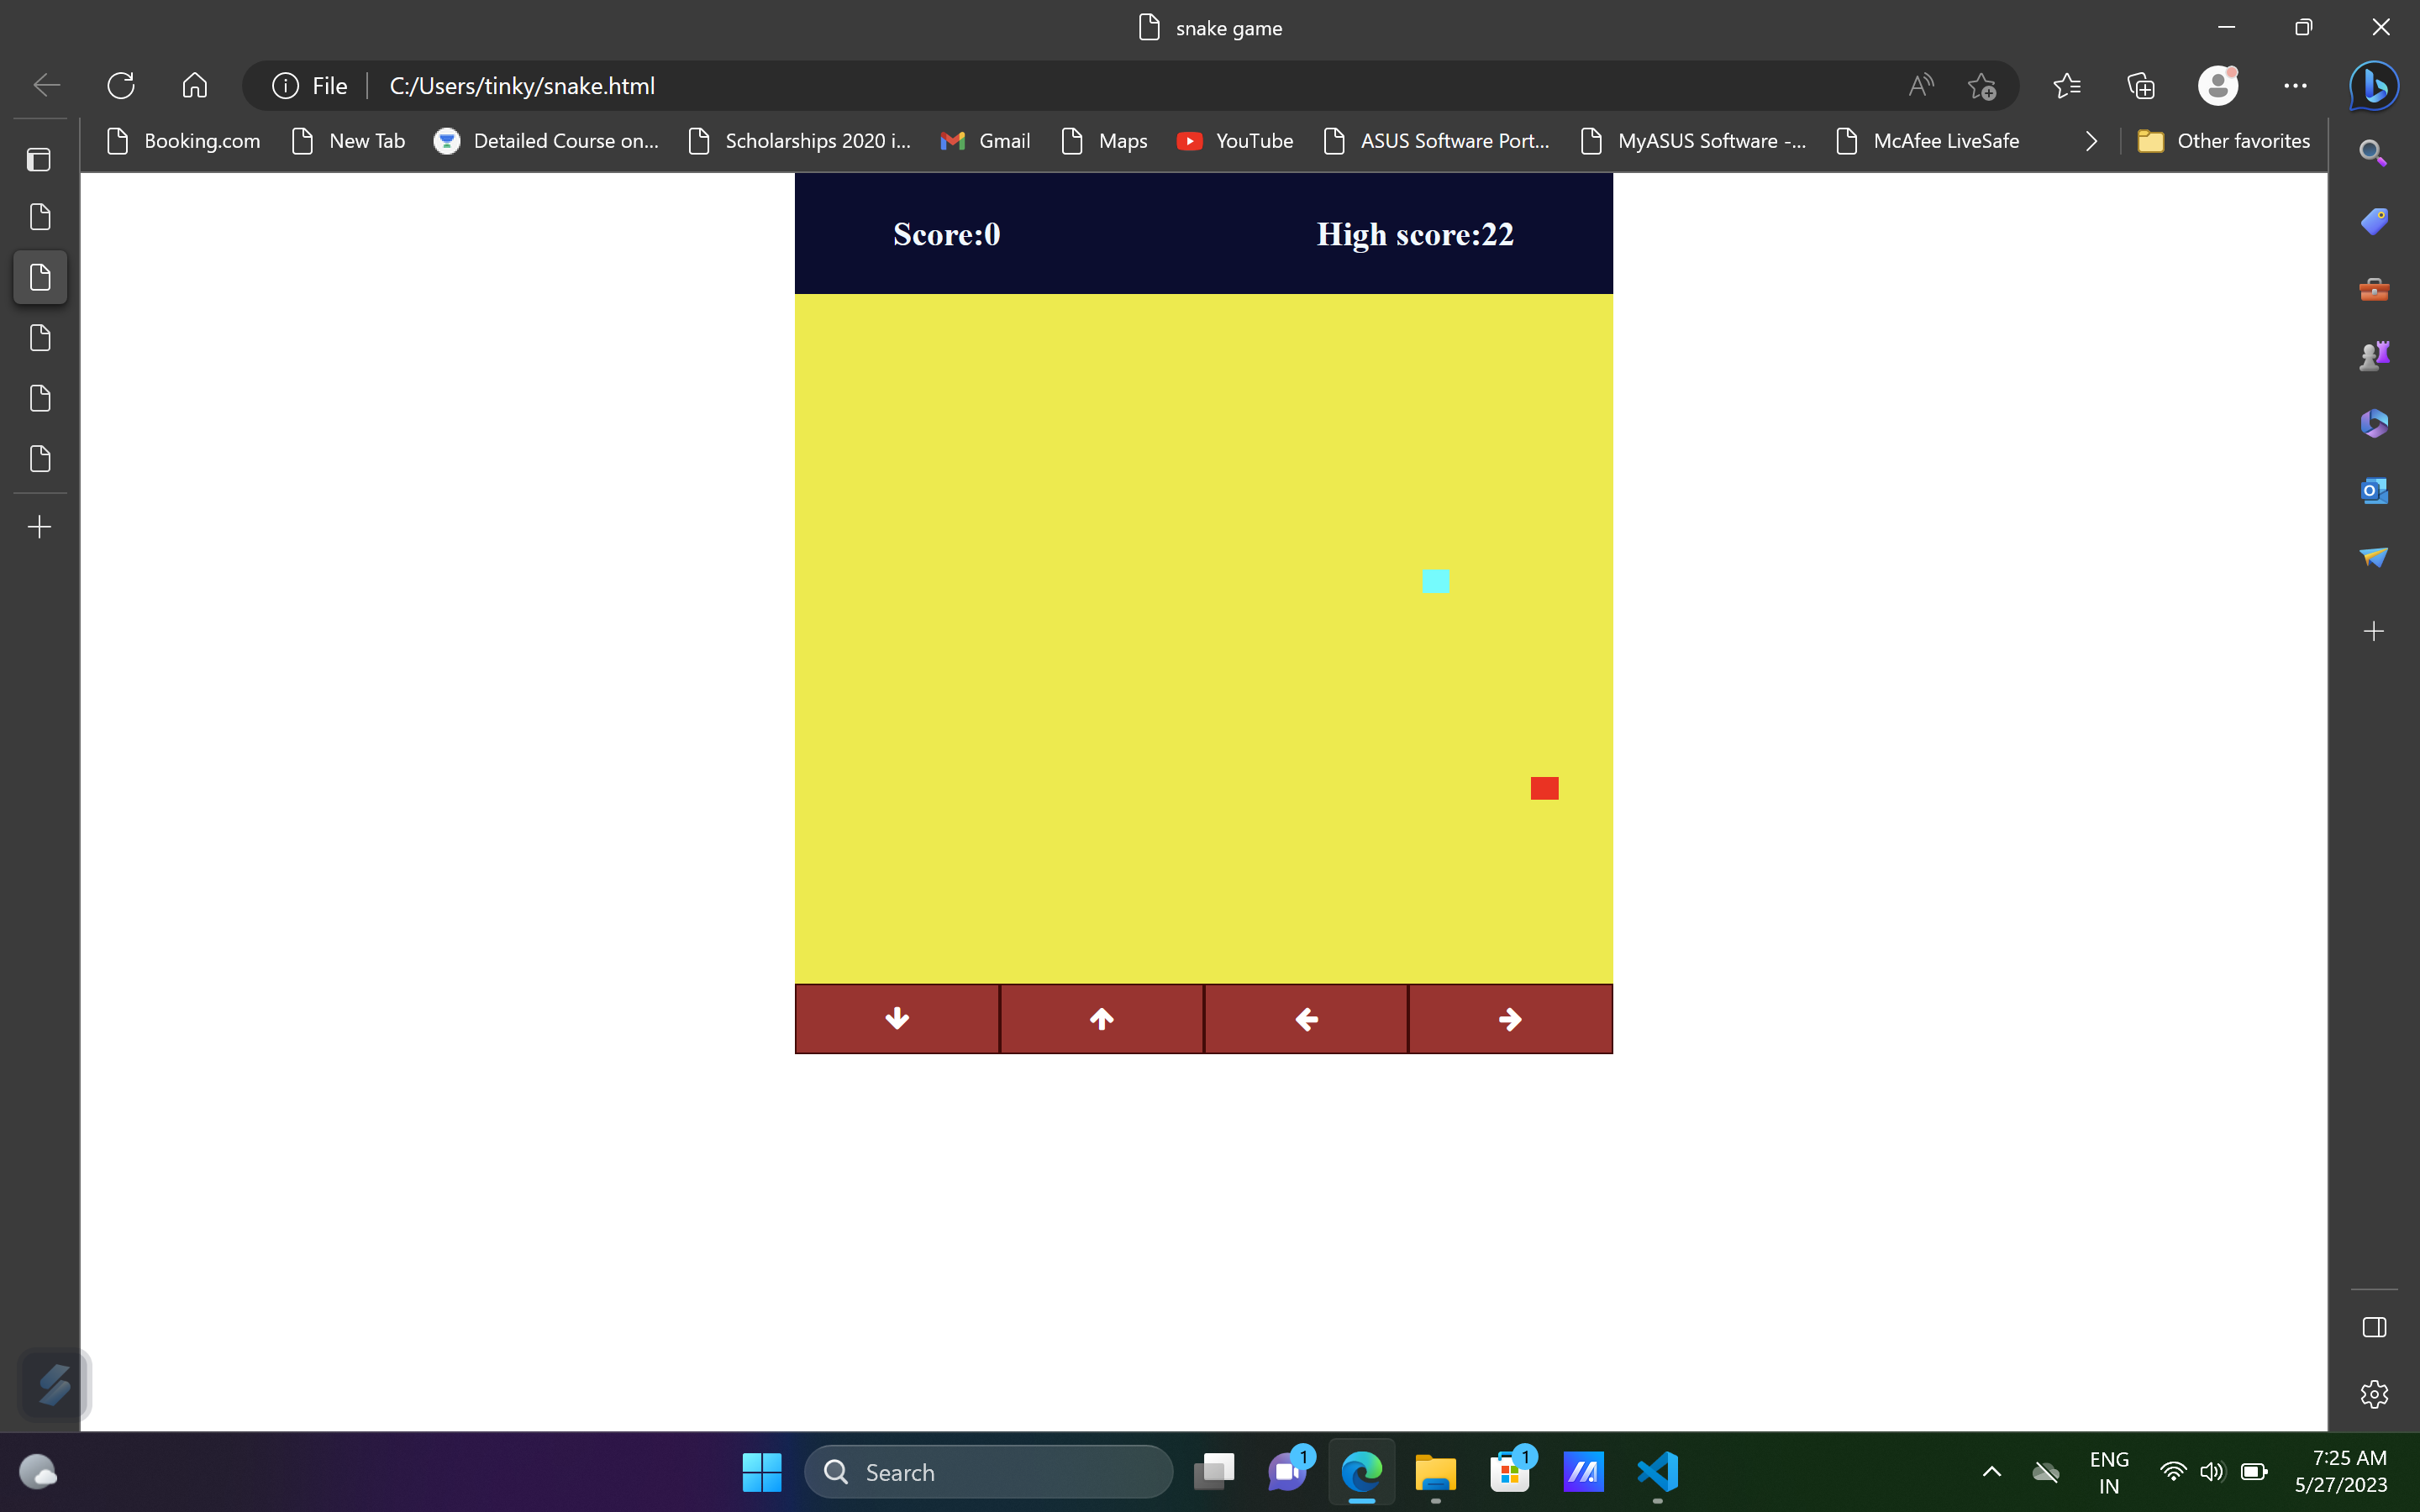 snake game
File C:/Users/tinky/snake.html
Booking.com New Tab Detailed Course on... Scholarships 2020 i... Gmail Maps YouTube ASUS Software Port... MyASUS Software -... McAfee LiveSafe Other favorites
Score:0 High score:22
Search 1 1 ENG 7:25 AM
IN 5/27/2023